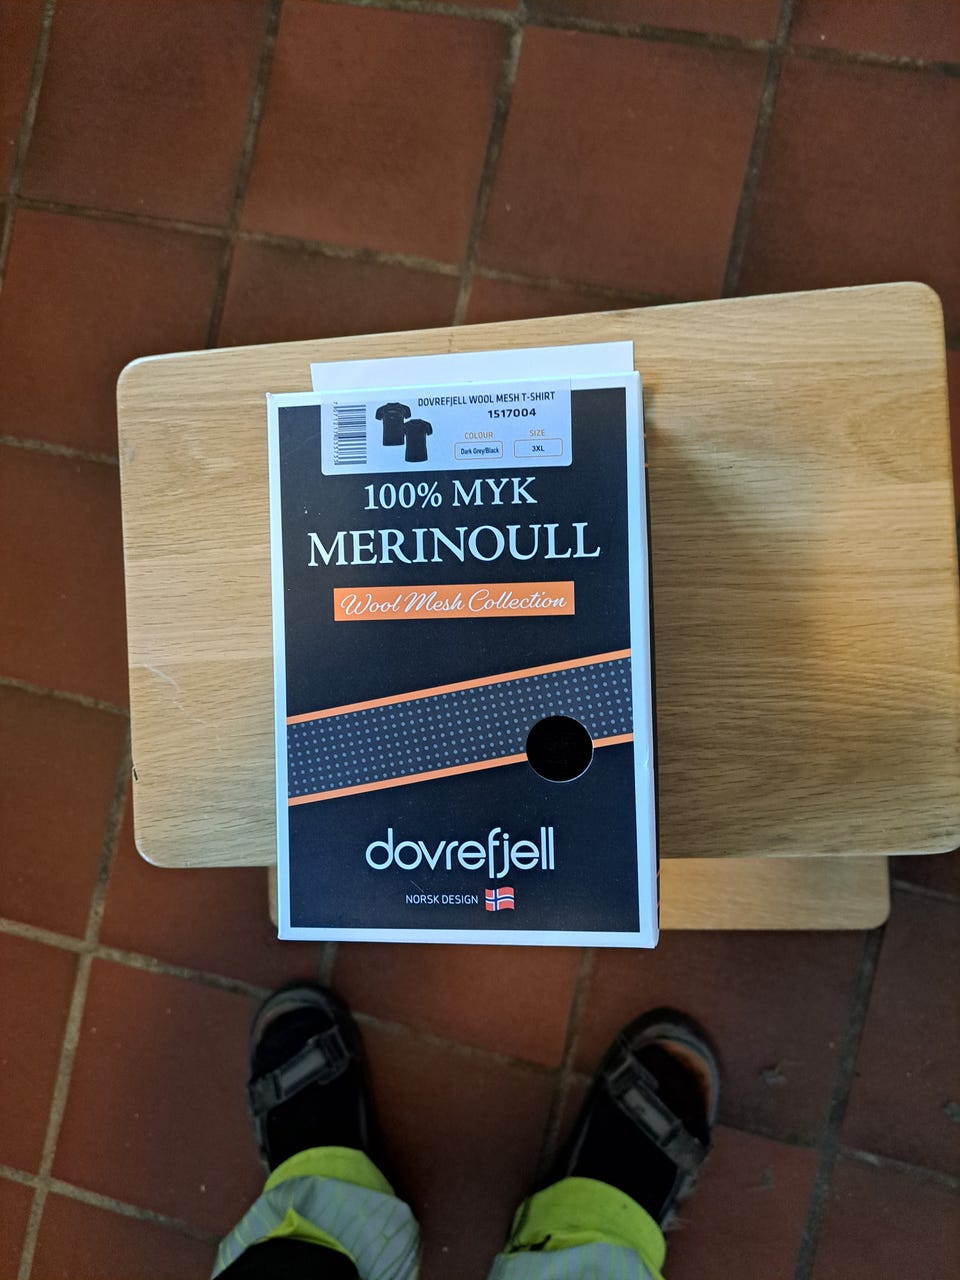 DOVREFJELL WOOL MESH T-SHIRT
1517004
COLOUR SIZE
Dark Grey/Black 3XL
100% MYK
MERINOULL
Wool Mesh Collection
dovrefjell
NORSK DESIGN